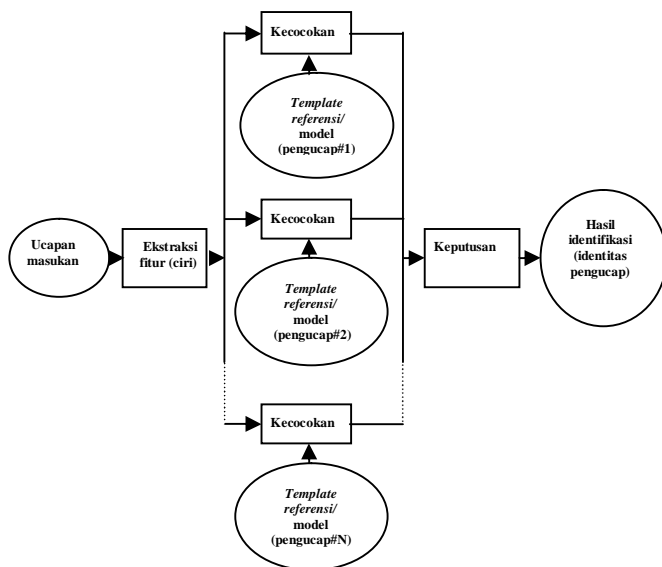 Kecocokan
Template
referensi/
model
(pengucap#1)
Ucapan
masukan
Ekstraksi
fitur (ciri)
Kecocokan
Template
referensi/
model
(pengucap#2)
Keputusan
Hasil
identifikasi
(identitas
pengucap)
Kecocokan
Template
referensi/
model
(pengucap#N)